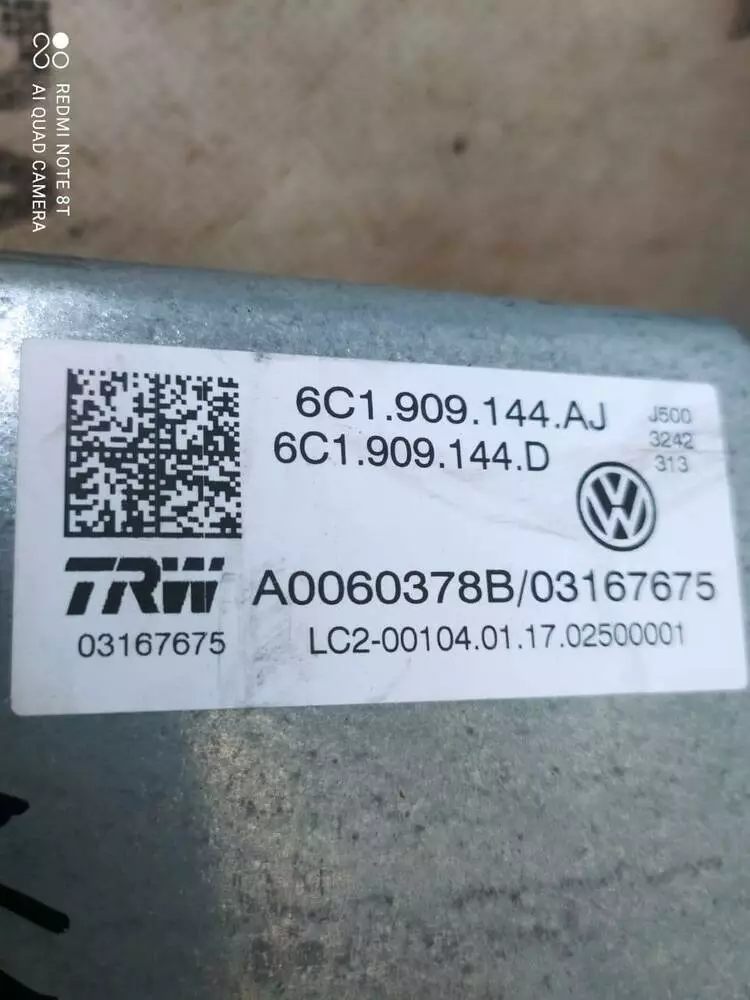 REDMI NOTE 8T
AI QUAD CAMERA
6C1.909.144.AJ
6C1.909.144.D
J500
3242
313
TRW
A0060378B/03167675
03167675
LC2-00104.01.17.02500001